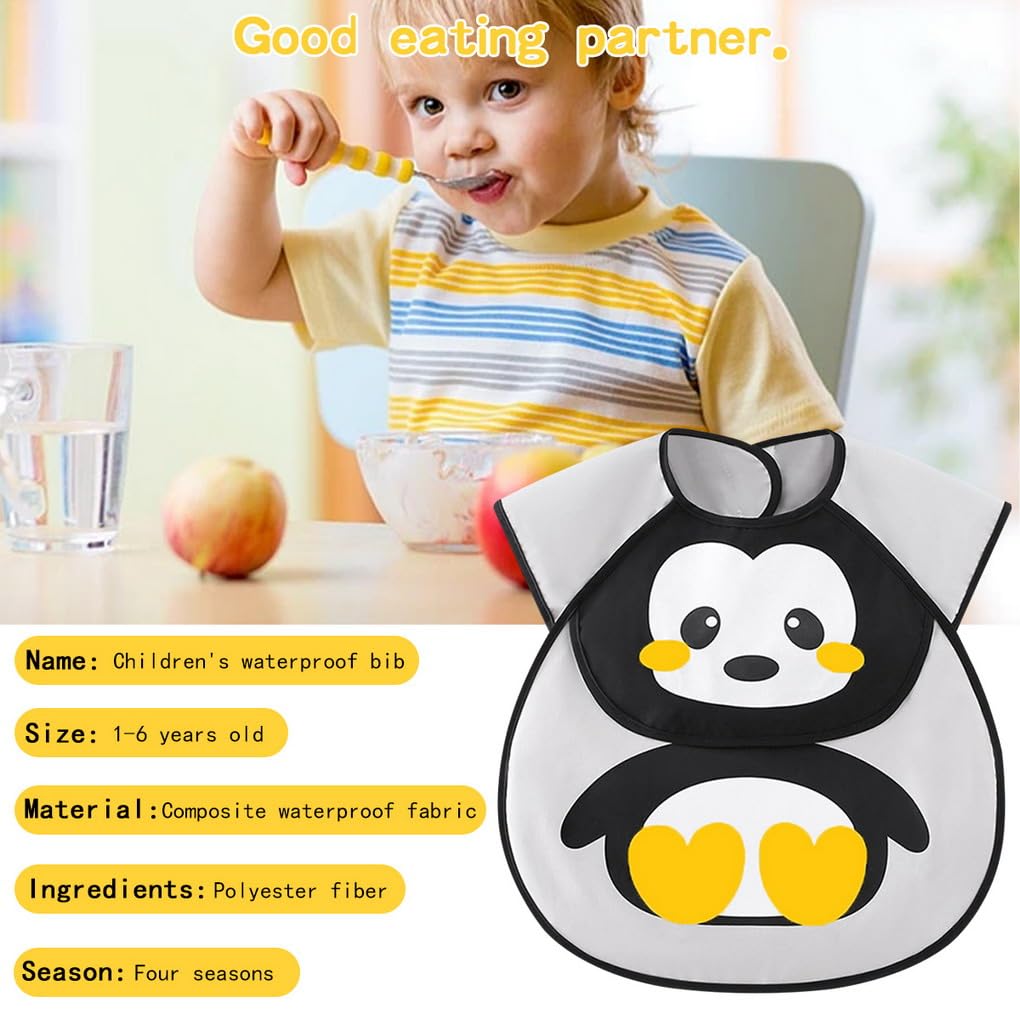 Good eating partner.
Name: Children's waterproof bib
Size: 1-6 years old
Material: Composite waterproof fabric
Ingredients: Polyester fiber
Season: Four seasons